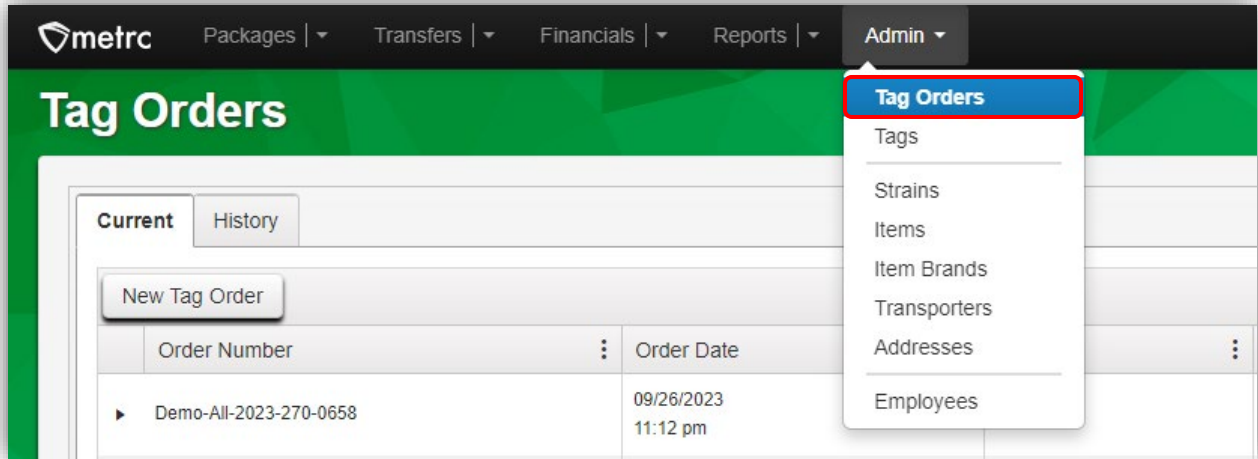 metrc Packages Transfers Financials Reports Admin
Tag Orders
Tag Orders
Tags
Strains
Items
Item Brands
Transporters
Addresses
Employees
Current History
New Tag Order
Order Number Order Date
Demo-All-2023-270-0658 09/26/2023
11:12 pm